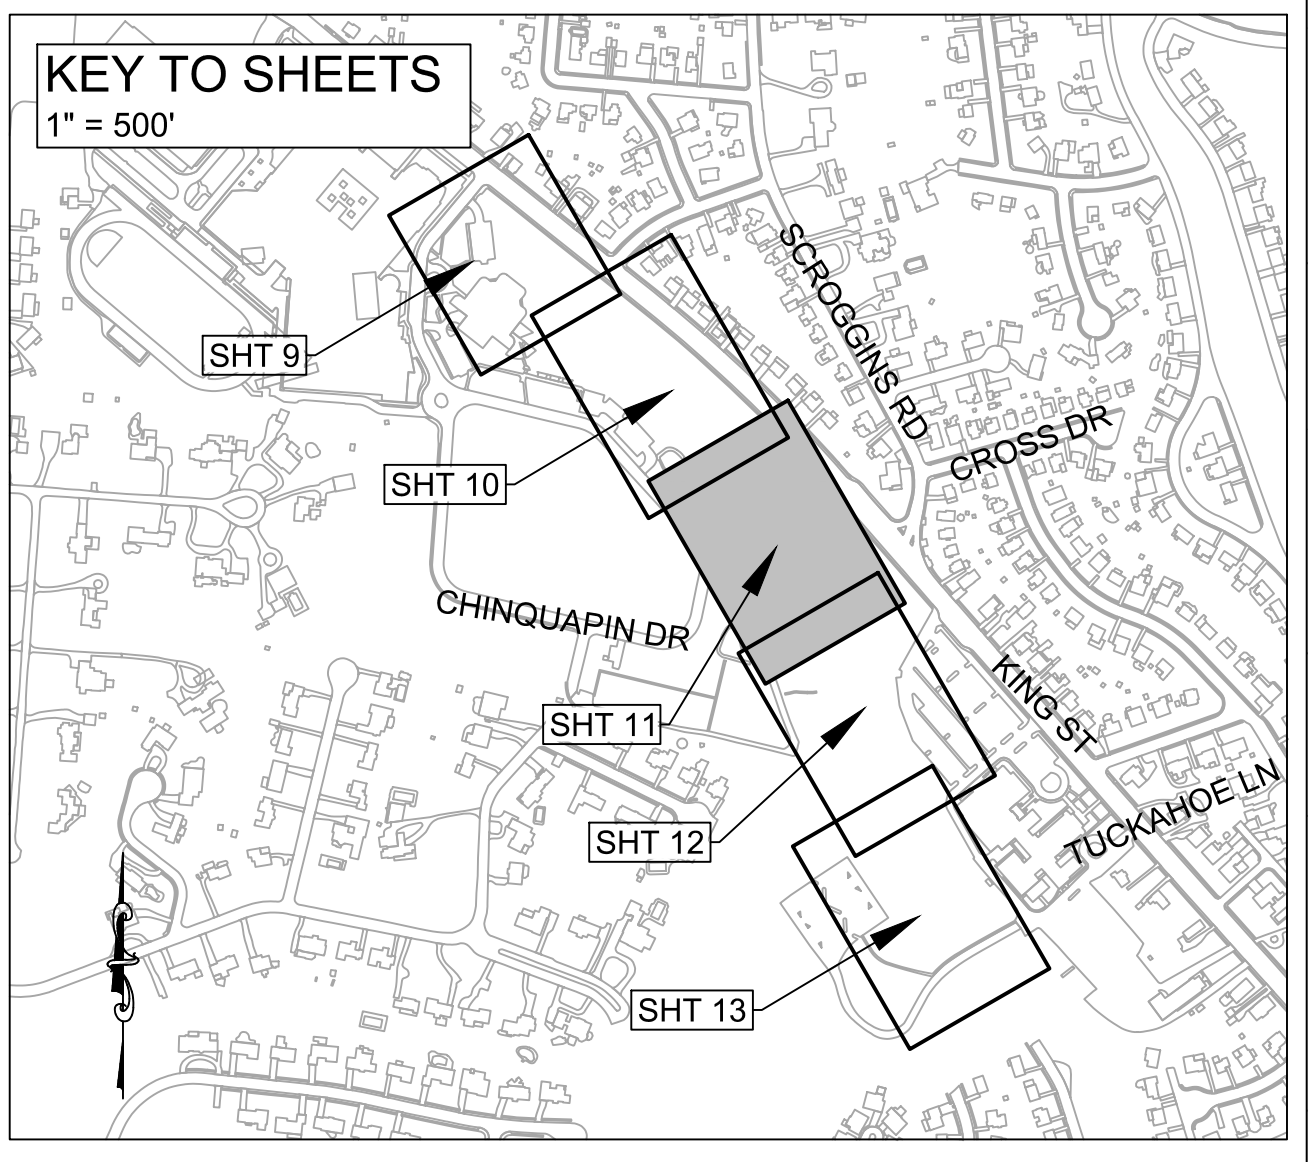 KEY TO SHEETS
1" = 500'
SCROGGINS RD
SHT 9
CROSS DR
SHT 10
CHINQUAPIN DR
KING ST
SHT 11
TUCKAHOE LN
SHT 12
SHT 13